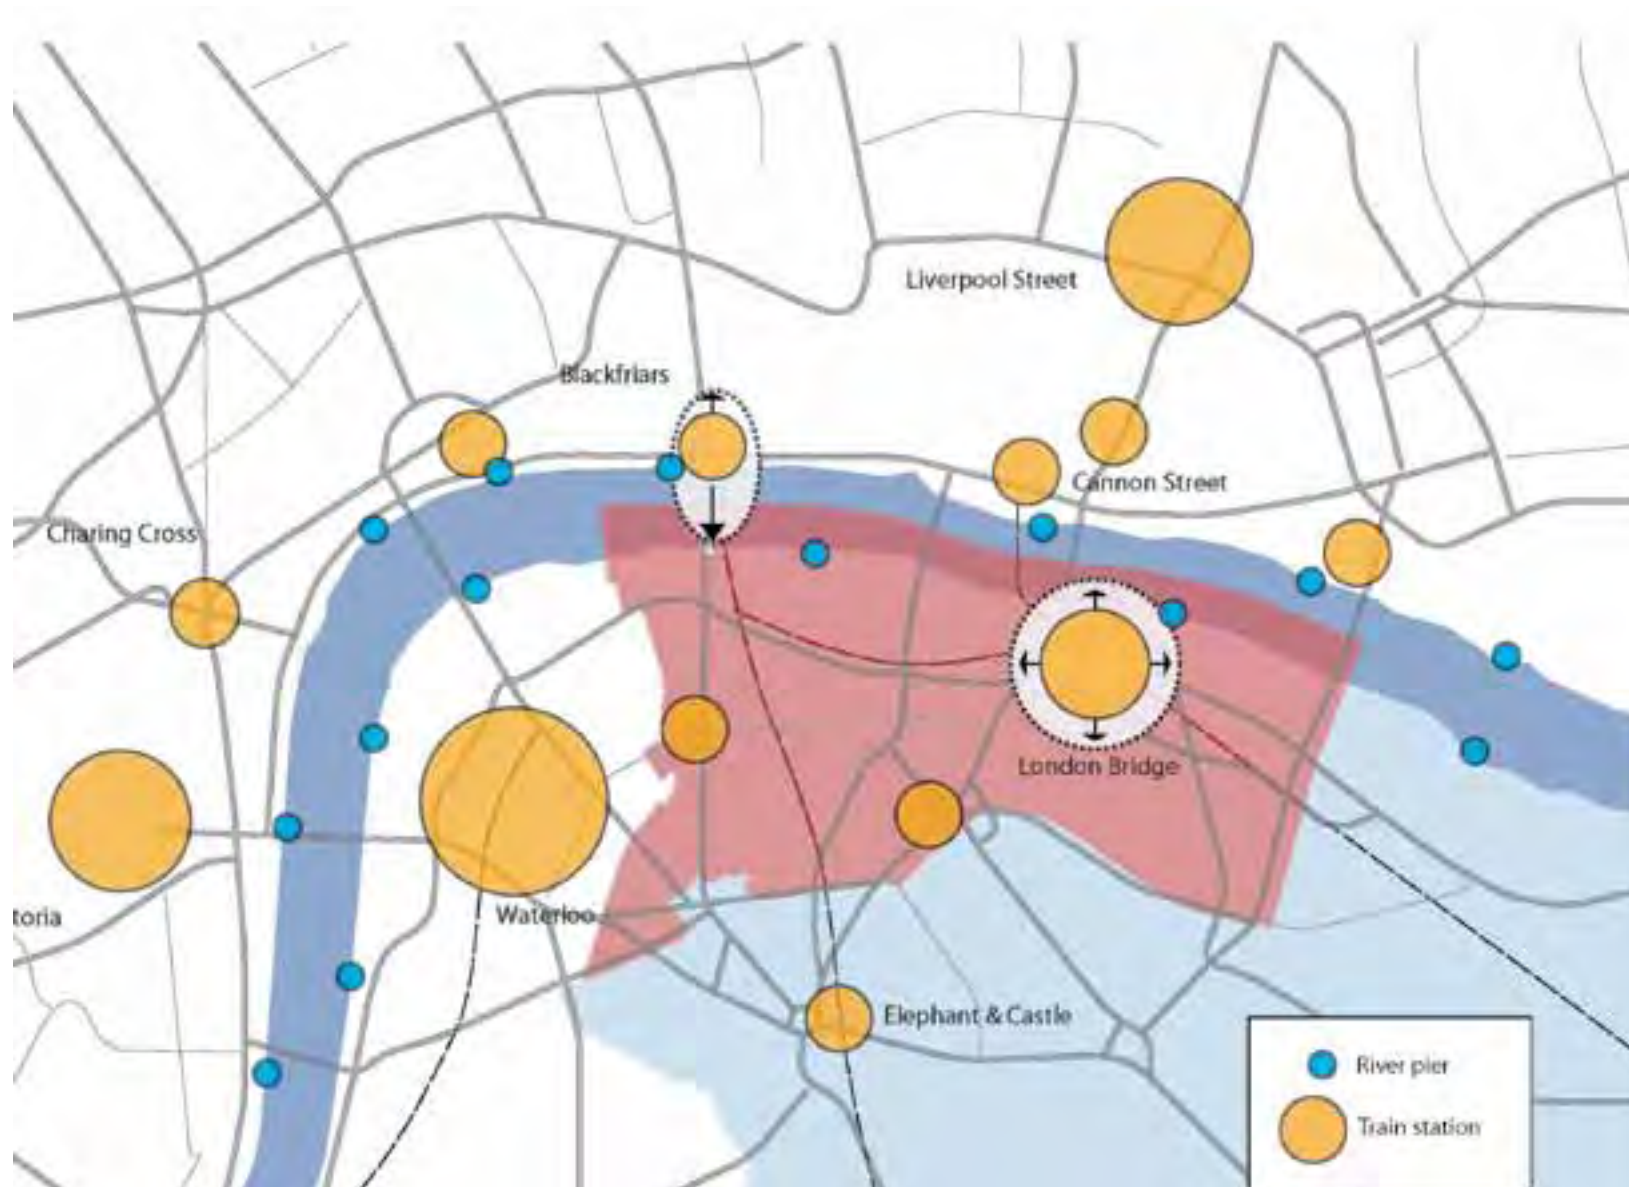 Liverpool Street
Blackfriars
Cannon Street
Charing Cross
London Bridge
toria
Waterloo
Elephant & Castle
River pier
Train station